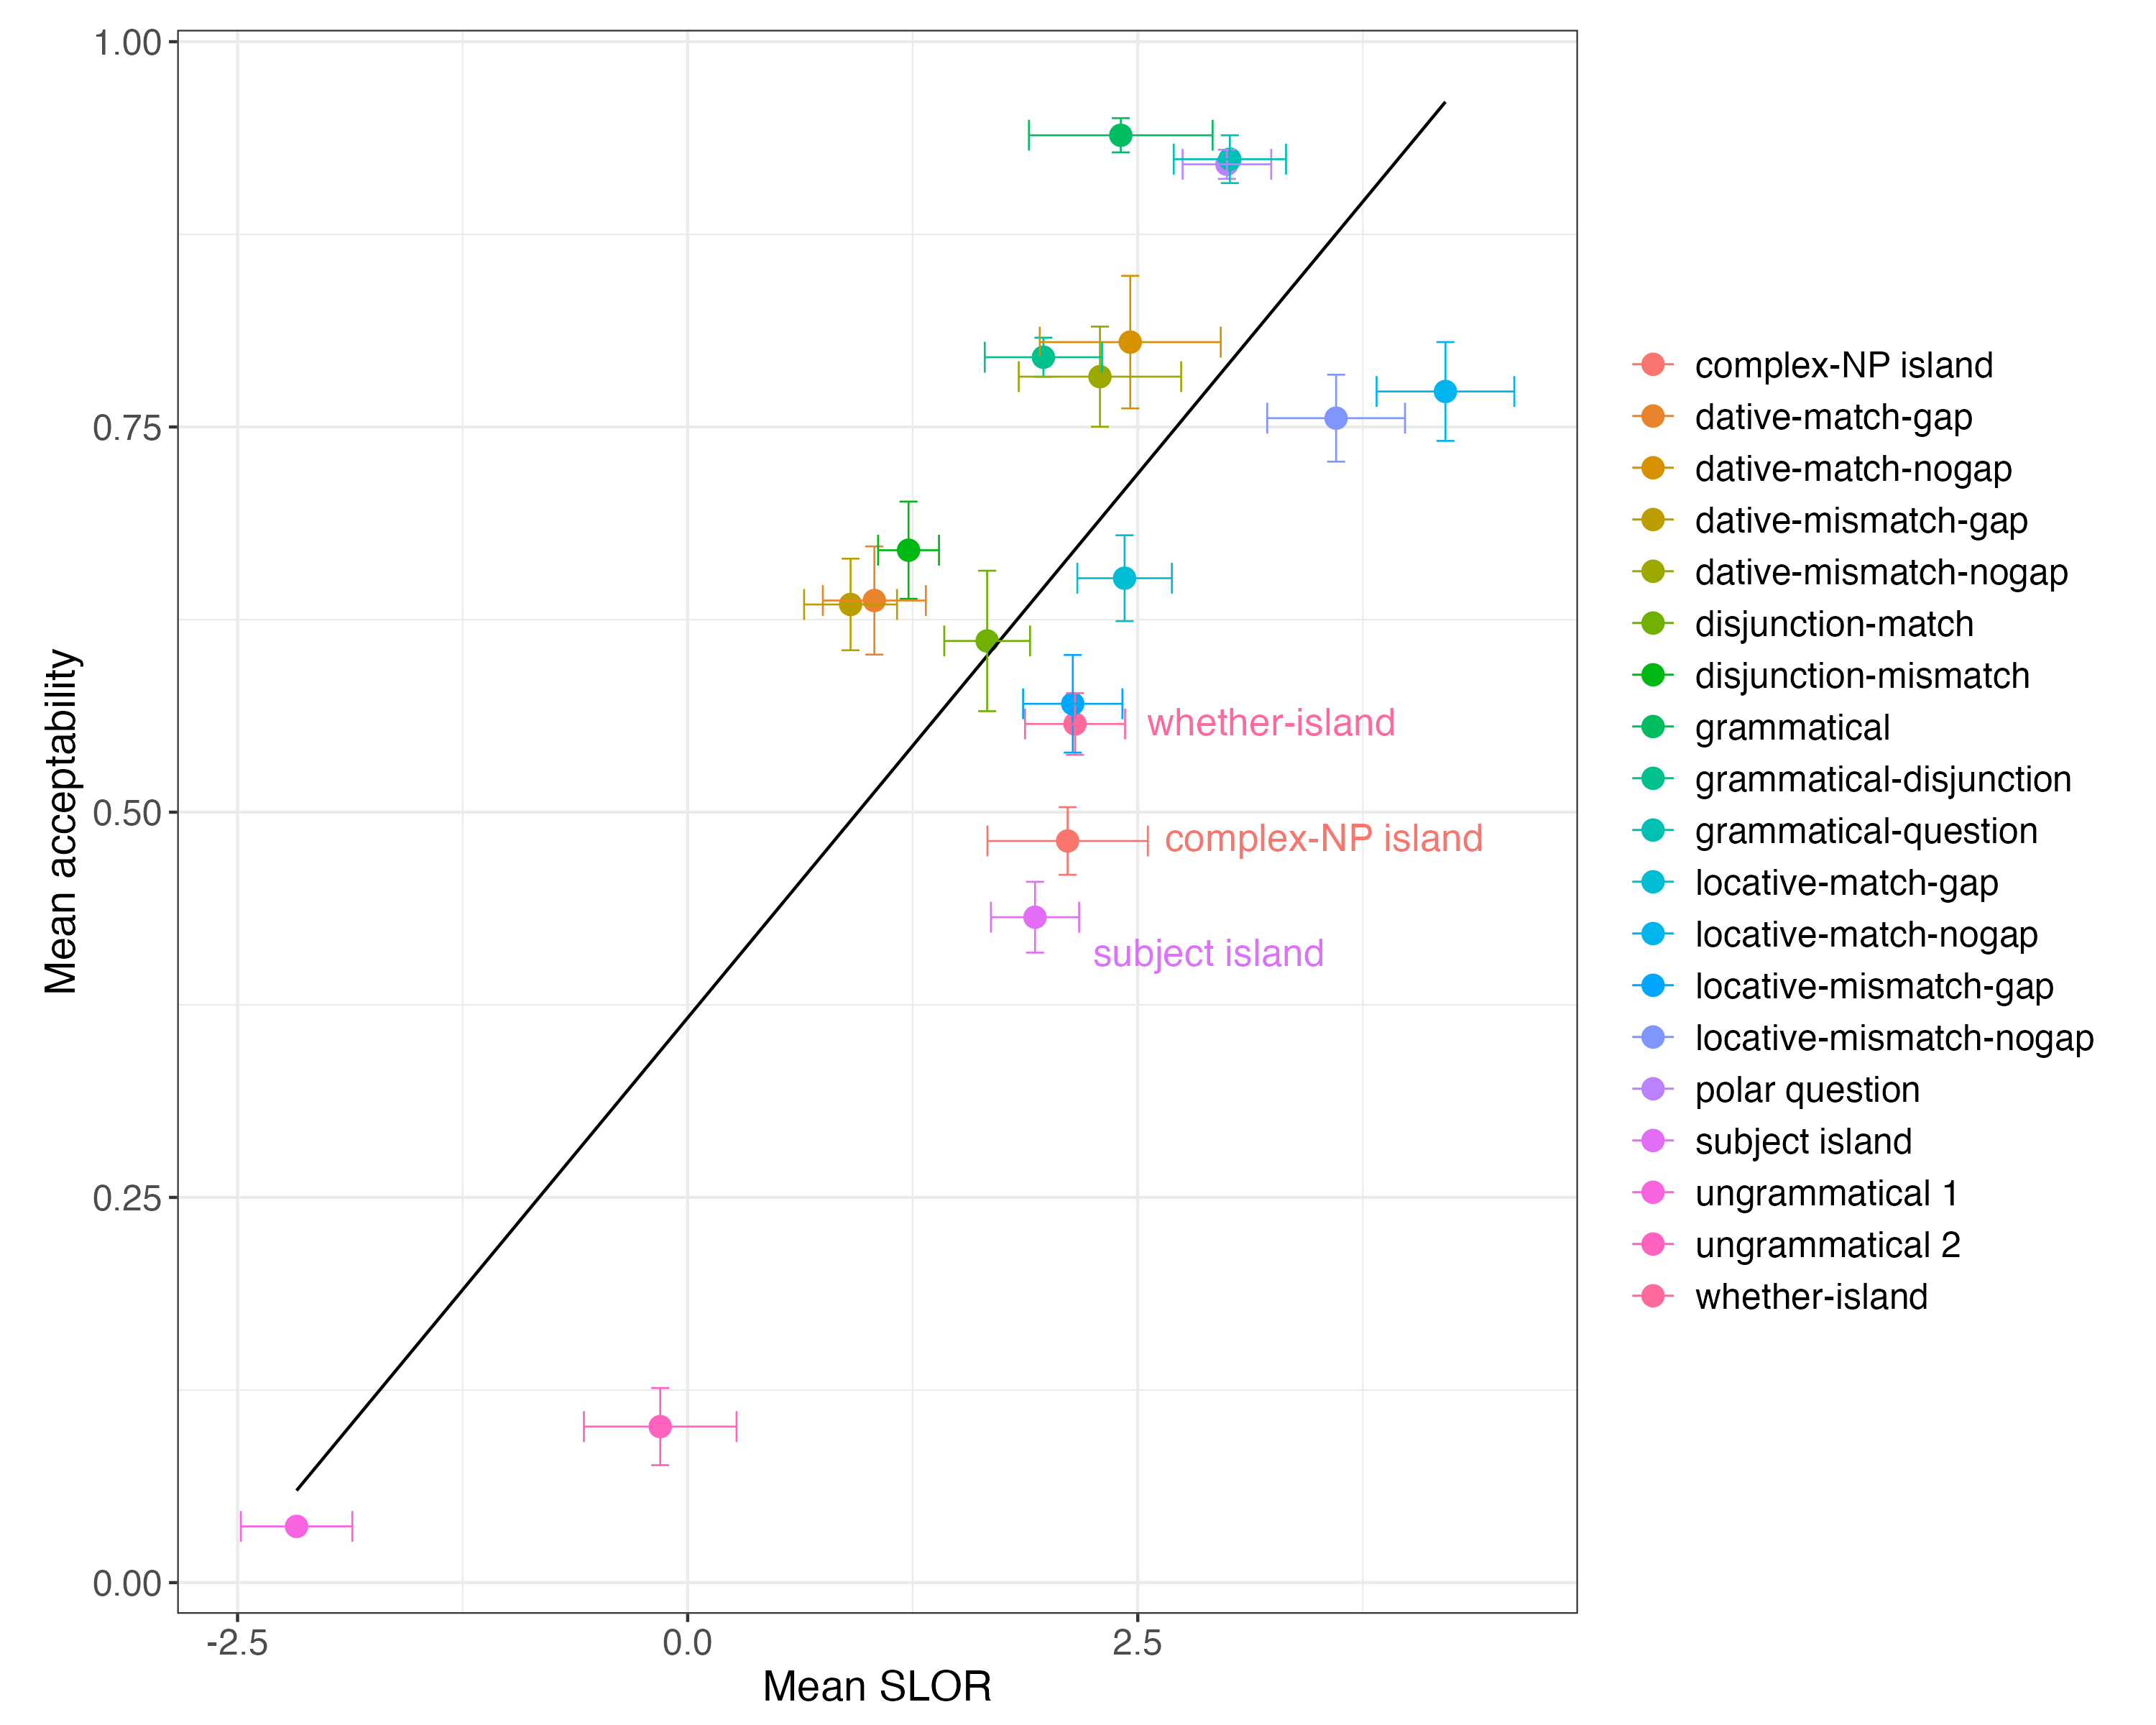 1.00
0.75
0.50
0.25
0.00
Mean acceptability
whether-island
complex-NP island
subject island
-2.5
0.0
2.5
Mean SLOR
complex-NP island
dative-match-gap
dative-match-nogap
dative-mismatch-gap
dative-mismatch-nogap
disjunction-match
disjunction-mismatch
grammatical
grammatical-disjunction
grammatical-question
locative-match-gap
locative-match-nogap
locative-mismatch-gap
locative-mismatch-nogap
polar question
subject island
ungrammatical 1
ungrammatical 2
whether-island